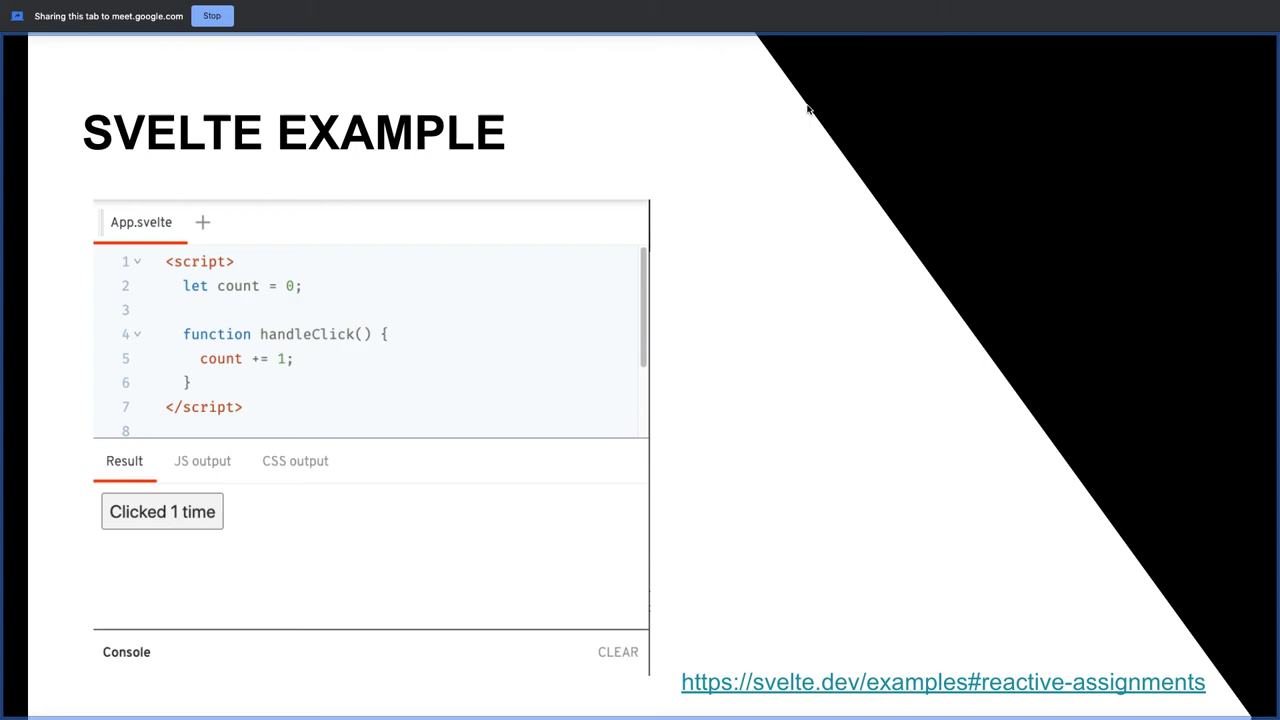 Sharing this tab to meet.google.com Stop
SVELTE EXAMPLE
App.svelte +
1 <script>
2 let count = 0;
3
4 function handleClick() {
5 count += 1;
6 }
7 </script>
8
Result JS output CSS output
Clicked 1 time
Console CLEAR
https://svelte.dev/examples#reactive-assignments